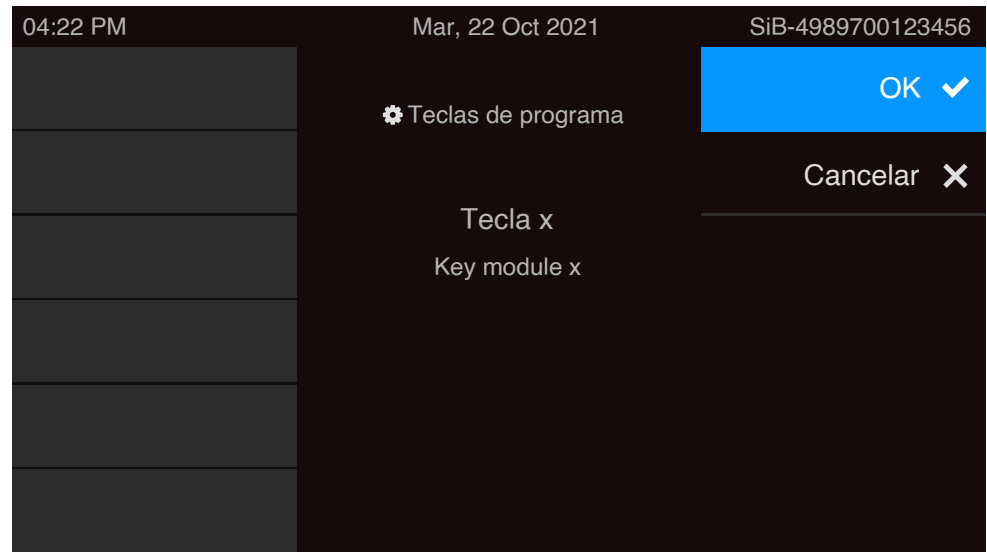 04:22 PM Mar, 22 Oct 2021 SiB-4989700123456
OK
Teclas de programa
Cancelar
Tecla x
Key module x